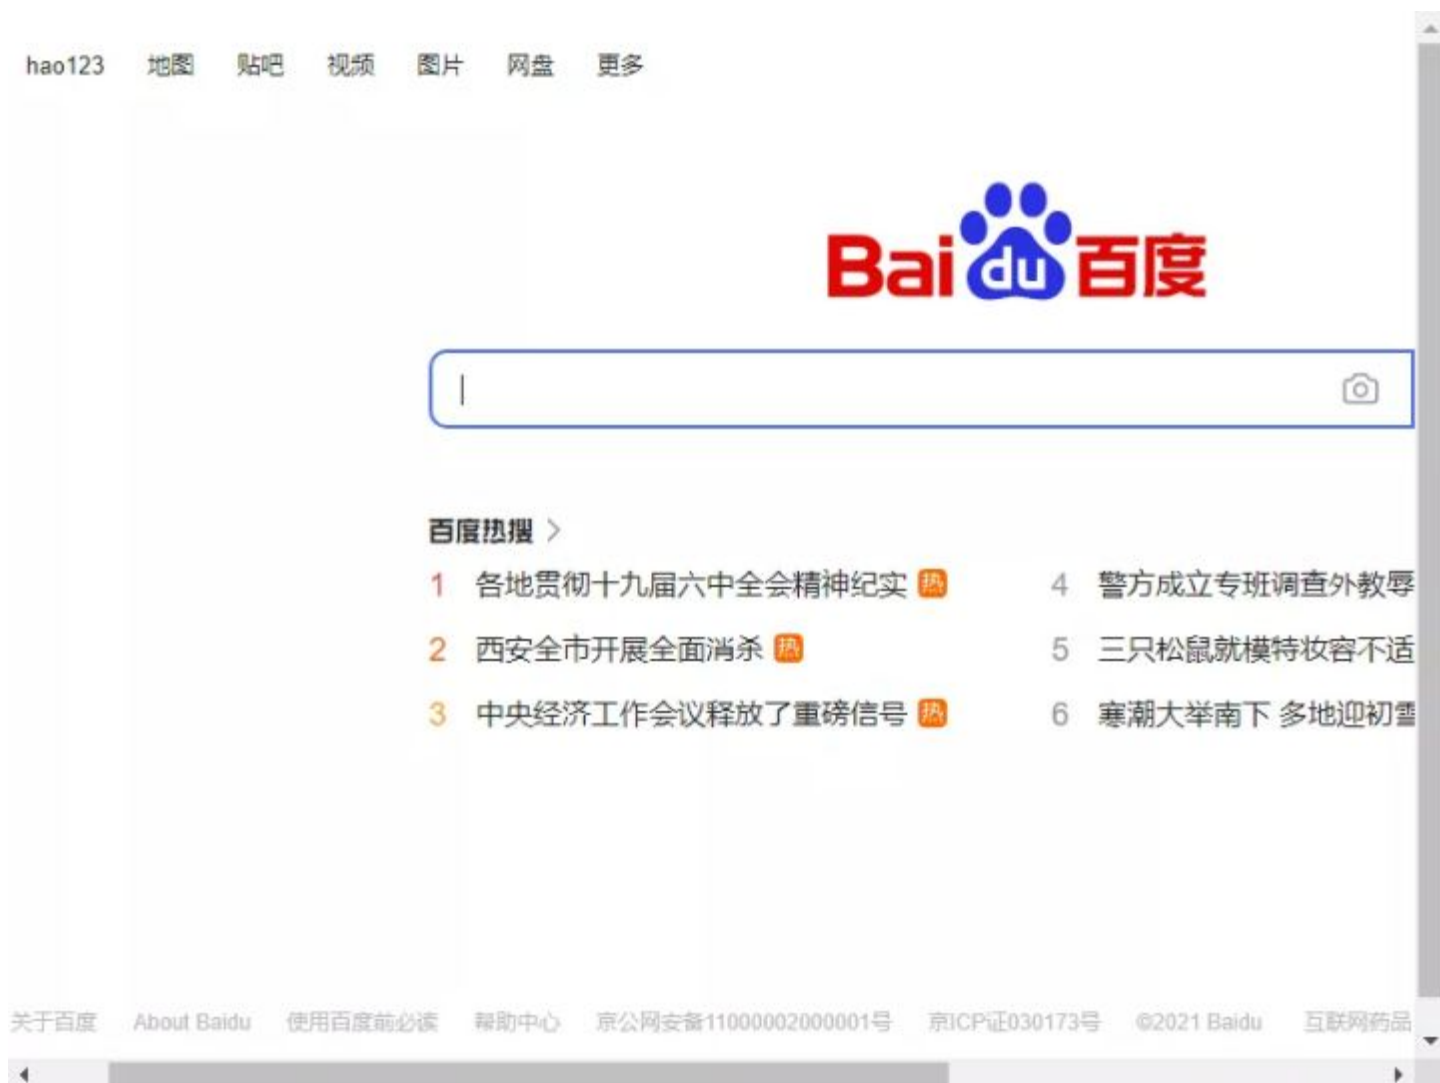 hao123 地图 贴吧 视频 图片 网盘 更多
Bai du 百度
百度热搜 >
1 各地贯彻十九届六中全会精神纪实 热
4 警方成立专班调查外教辱
2 西安全市开展全面消杀 热
5 三只松鼠就模特妆容不适
3 中央经济工作会议释放了重磅信号 热
6 寒潮大举南下 多地迎初雪
关于百度 About Baidu 使用百度前必读 帮助中心 京公网安备11000002000001号 京ICP证030173号 ©2021 Baidu 互联网药品